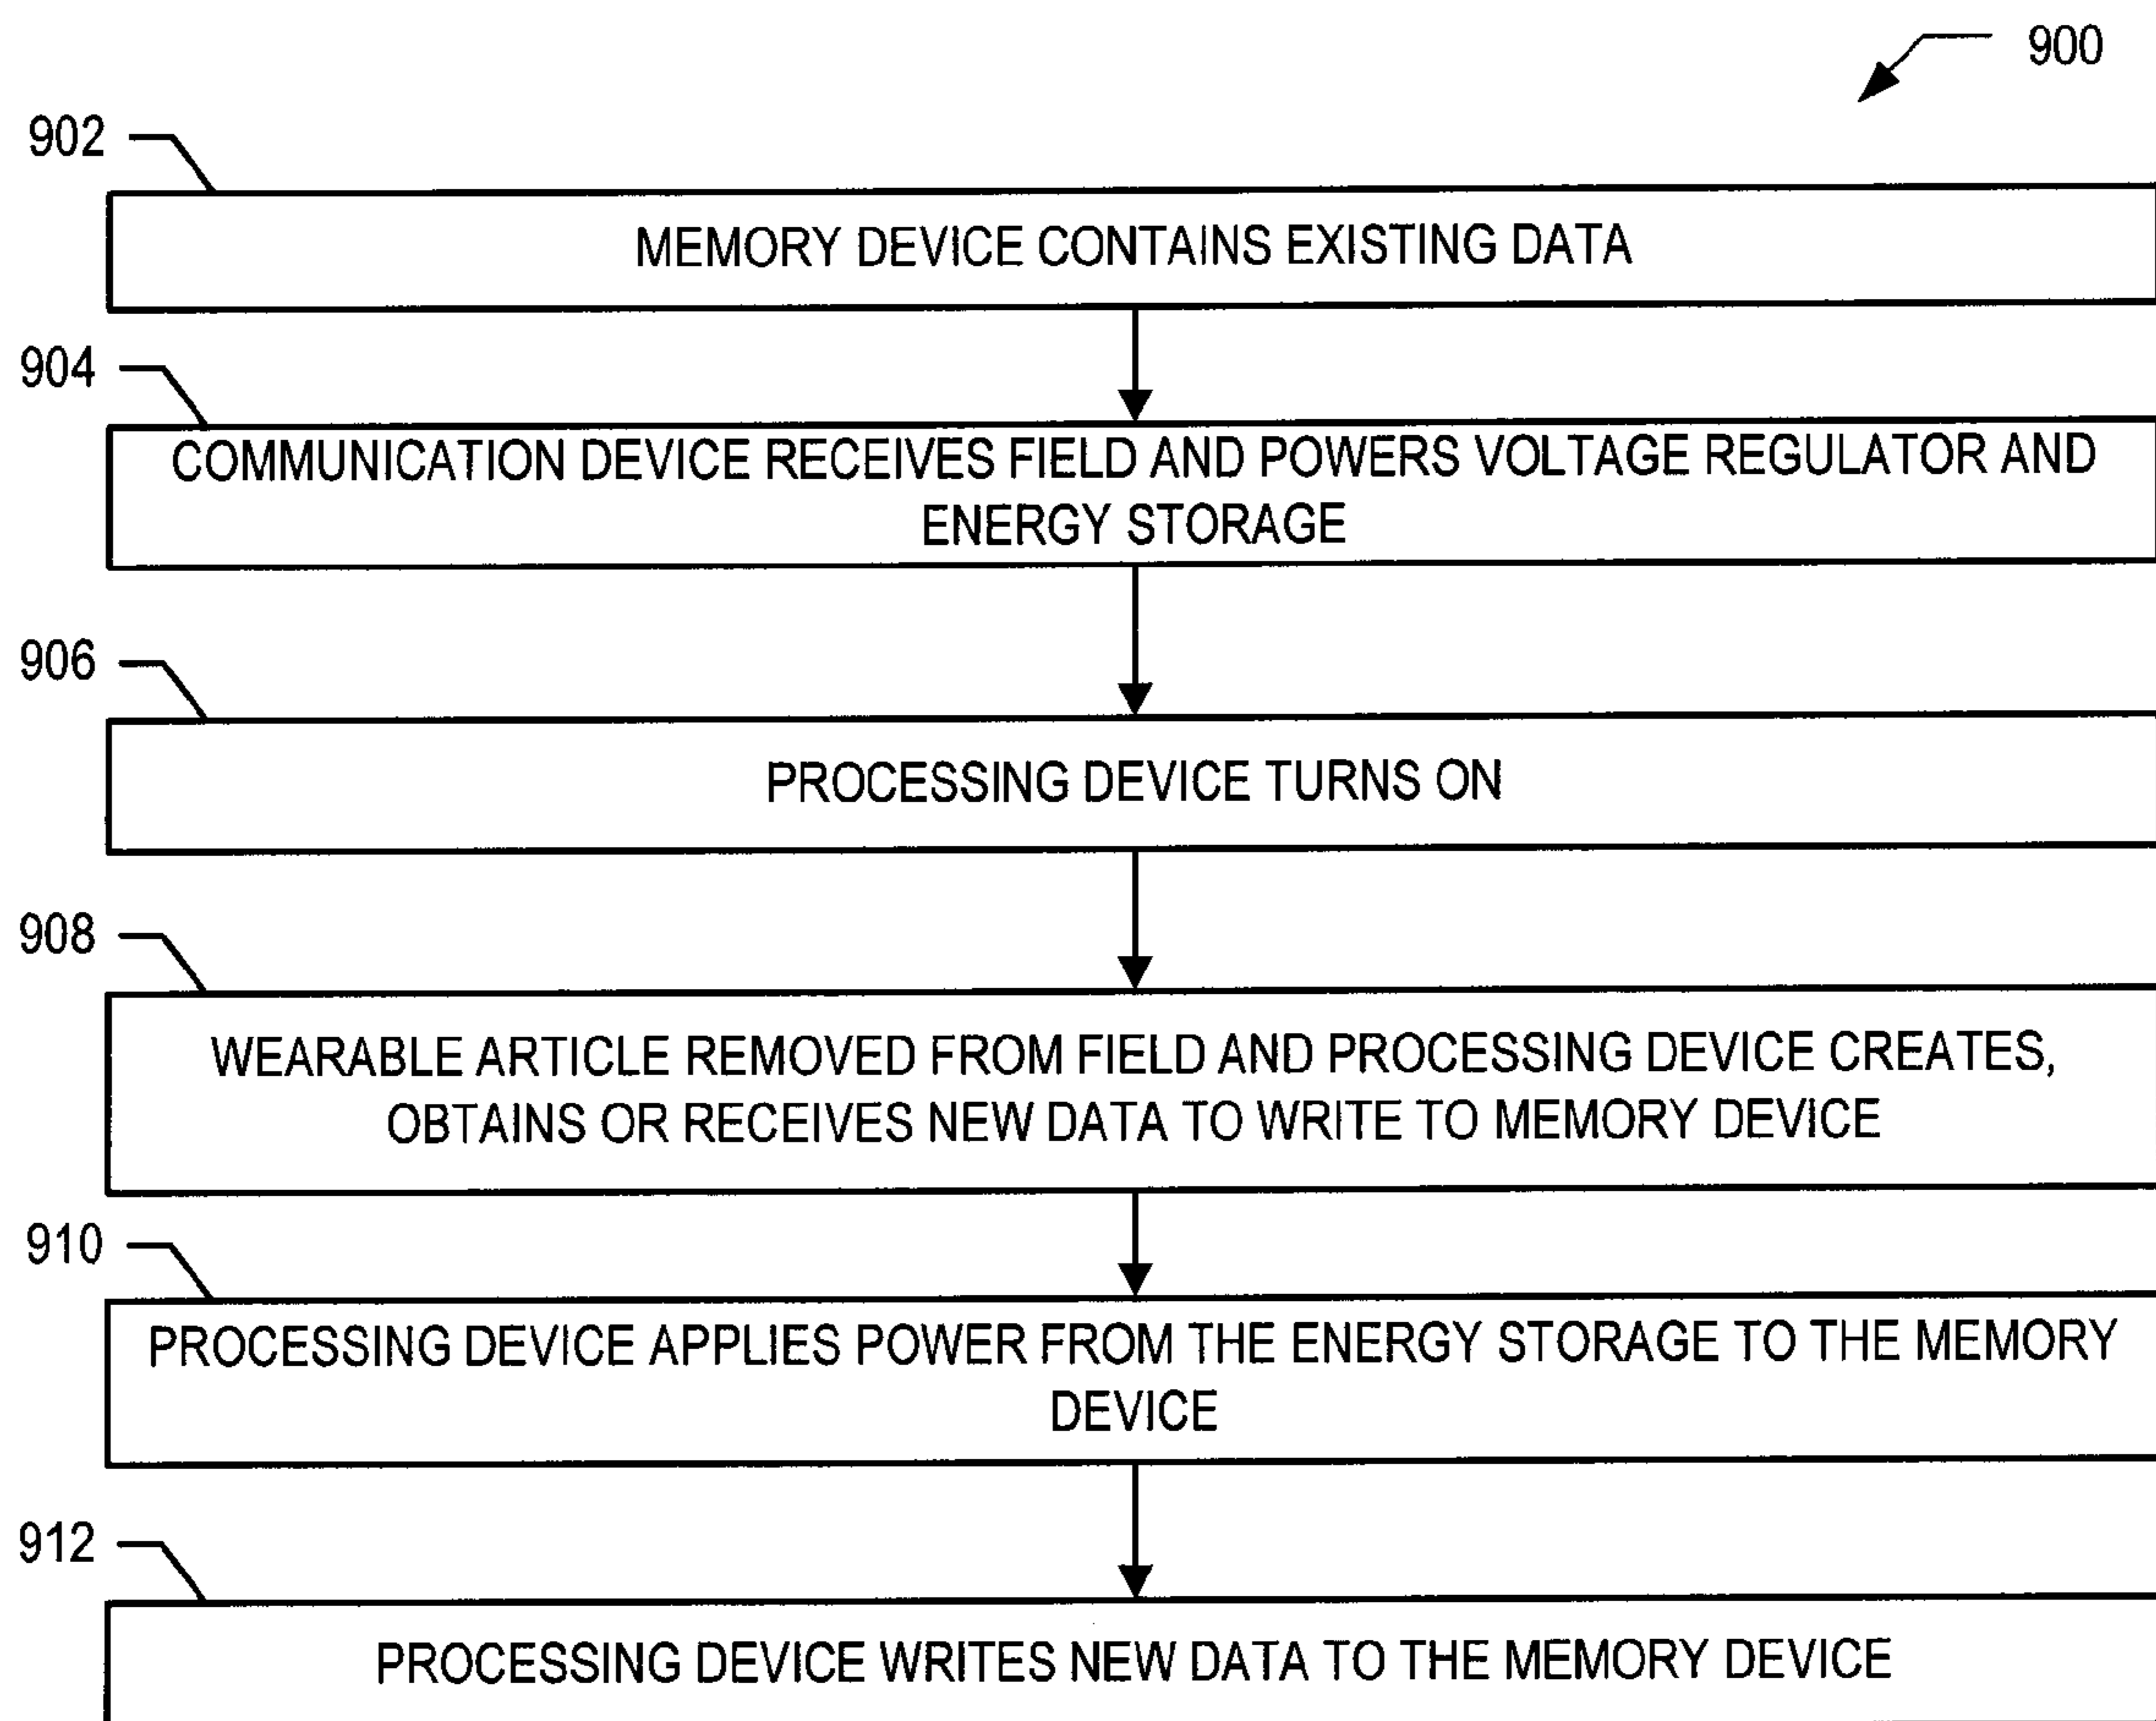 900
902
MEMORY DEVICE CONTAINS EXISTING DATA
904
COMMUNICATION DEVICE RECEIVES FIELD AND POWERS VOLTAGE REGULATOR AND
ENERGY STORAGE
906
PROCESSING DEVICE TURNS ON
908
WEARABLE ARTICLE REMOVED FROM FIELD AND PROCESSING DEVICE CREATES,
OBTAINS OR RECEIVES NEW DATA TO WRITE TO MEMORY DEVICE
910
PROCESSING DEVICE APPLIES POWER FROM THE ENERGY STORAGE TO THE MEMORY
DEVICE
912
PROCESSING DEVICE WRITES NEW DATA TO THE MEMORY DEVICE